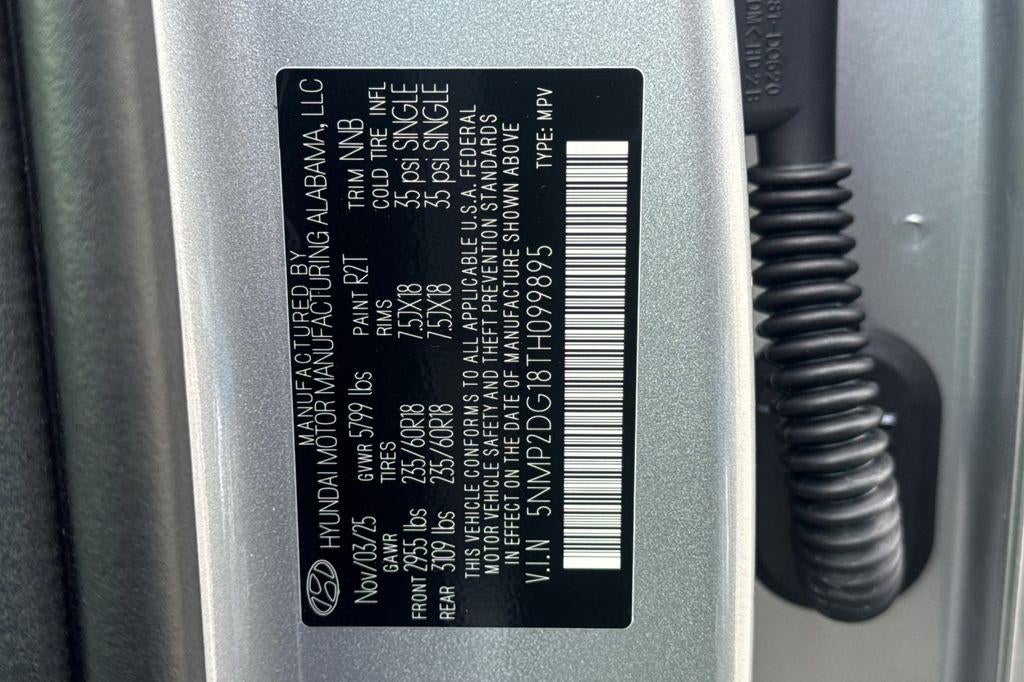 MANUFACTURED BY
HYUNDAI MOTOR MANUFACTURING ALABAMA, LLC
Nov/03/25 GVWR 5799 lbs PAINT R2T TRIM NNB
GAWR TIRES RIMS COLD TIRE INFL
FRONT 2955 lbs 235/60R18 7.5JX18 35 psi SINGLE
REAR 3109 lbs 235/60R18 7.5JX18 35 psi SINGLE
THIS VEHICLE CONFORMS TO ALL APPLICABLE U.S.A. FEDERAL
MOTOR VEHICLE SAFETY AND THEFT PREVENTION STANDARDS
IN EFFECT ON THE DATE OF MANUFACTURE SHOWN ABOVE
V.I.N 5NMP2DG18TH099895 TYPE: MPV